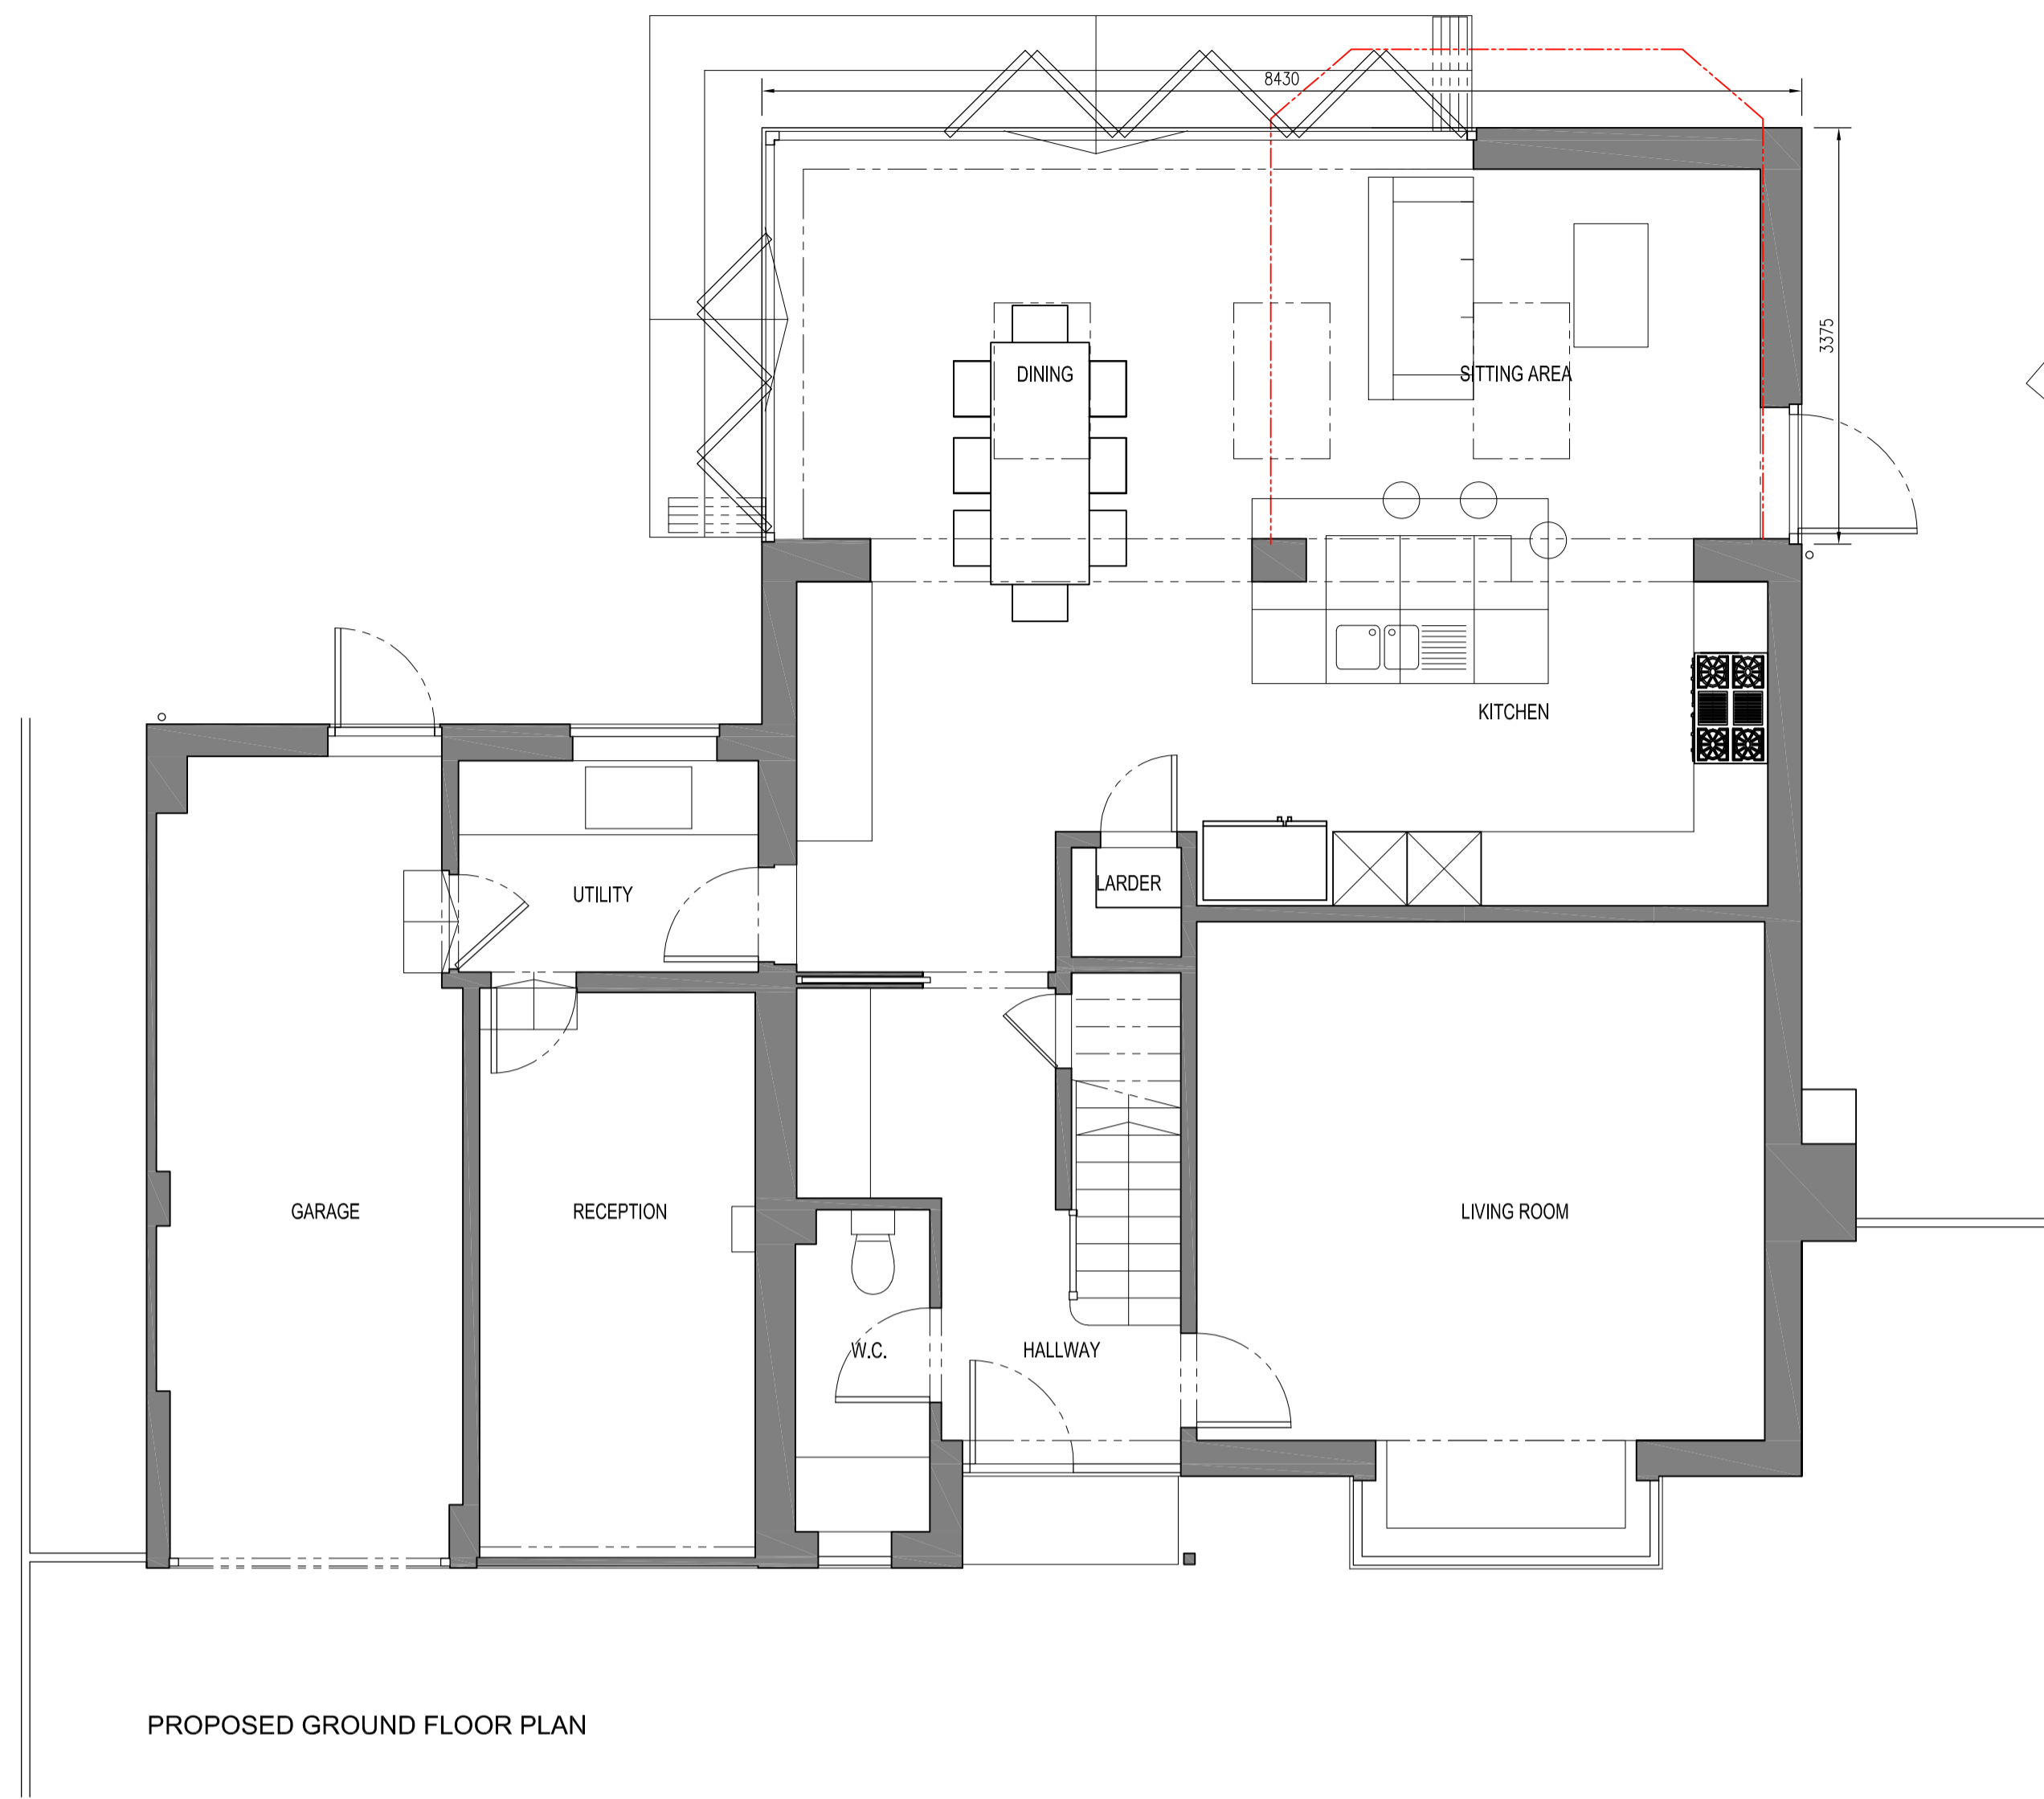 8430
3375
DINING
SITTING AREA
KITCHEN
UTILITY
LARDER
GARAGE
RECEPTION
LIVING ROOM
W.C.
HALLWAY
PROPOSED GROUND FLOOR PLAN